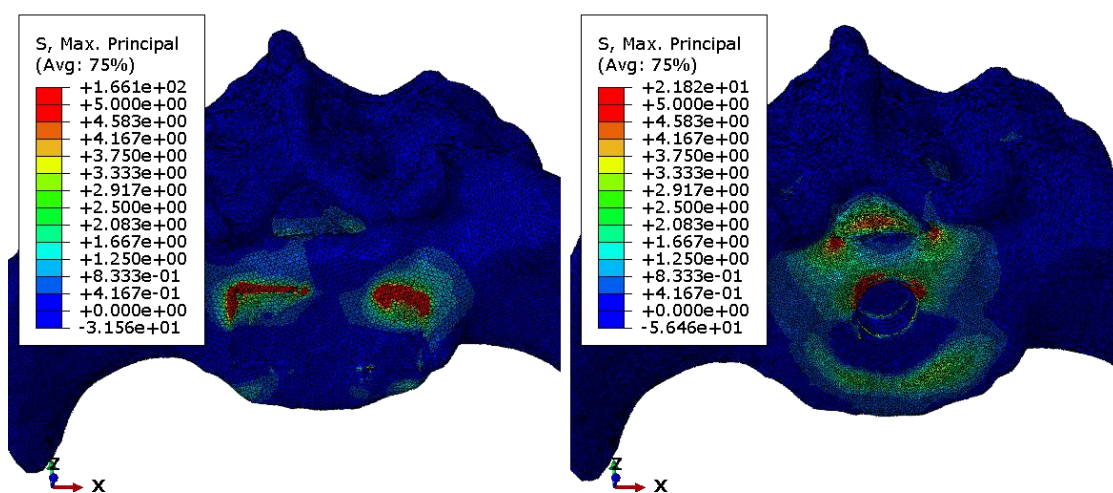 S, Max. Principal
(Avg: 75%)
+1.661e+02
+5.000e+00
+4.583e+00
+4.167e+00
+3.750e+00
+3.333e+00
+2.917e+00
+2.500e+00
+2.083e+00
+1.667e+00
+1.250e+00
+8.333e-01
+4.167e-01
+0.000e+00
-3.156e+01
Z
X
S, Max. Principal
(Avg: 75%)
+2.182e+01
+5.000e+00
+4.583e+00
+4.167e+00
+3.750e+00
+3.333e+00
+2.917e+00
+2.500e+00
+2.083e+00
+1.667e+00
+1.250e+00
+8.333e-01
+4.167e-01
+0.000e+00
-5.646e+01
Z
X